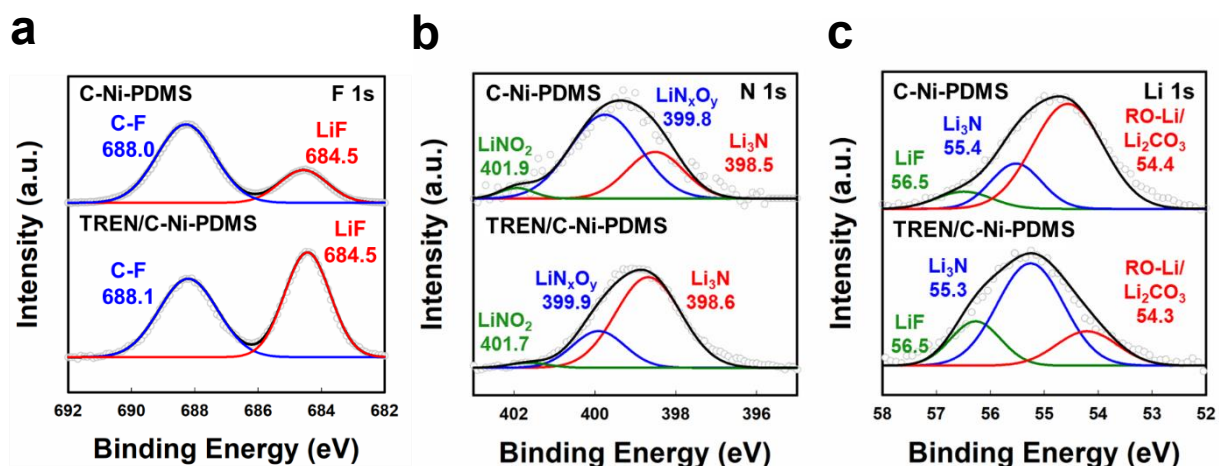 a
C-Ni-PDMS
F 1s
C-F
688.0
LiF
684.5
TREN/C-Ni-PDMS
C-F
688.1
LiF
684.5
Intensity (a.u.)
692 690 688 686 684 682
Binding Energy (eV)
b
C-Ni-PDMS
N 1s
LiNO₂
401.9
LiNₓOᵧ
399.8
Li₃N
398.5
TREN/C-Ni-PDMS
LiNO₂
401.7
LiNₓOᵧ
399.9
Li₃N
398.6
Intensity (a.u.)
402 400 398 396
Binding Energy (eV)
c
C-Ni-PDMS
Li 1s
LiF
56.5
Li₃N
55.4
RO-Li/
Li₂CO₃
54.4
TREN/C-Ni-PDMS
LiF
56.5
Li₃N
55.3
RO-Li/
Li₂CO₃
54.3
Intensity (a.u.)
58 57 56 55 54 53 52
Binding Energy (eV)